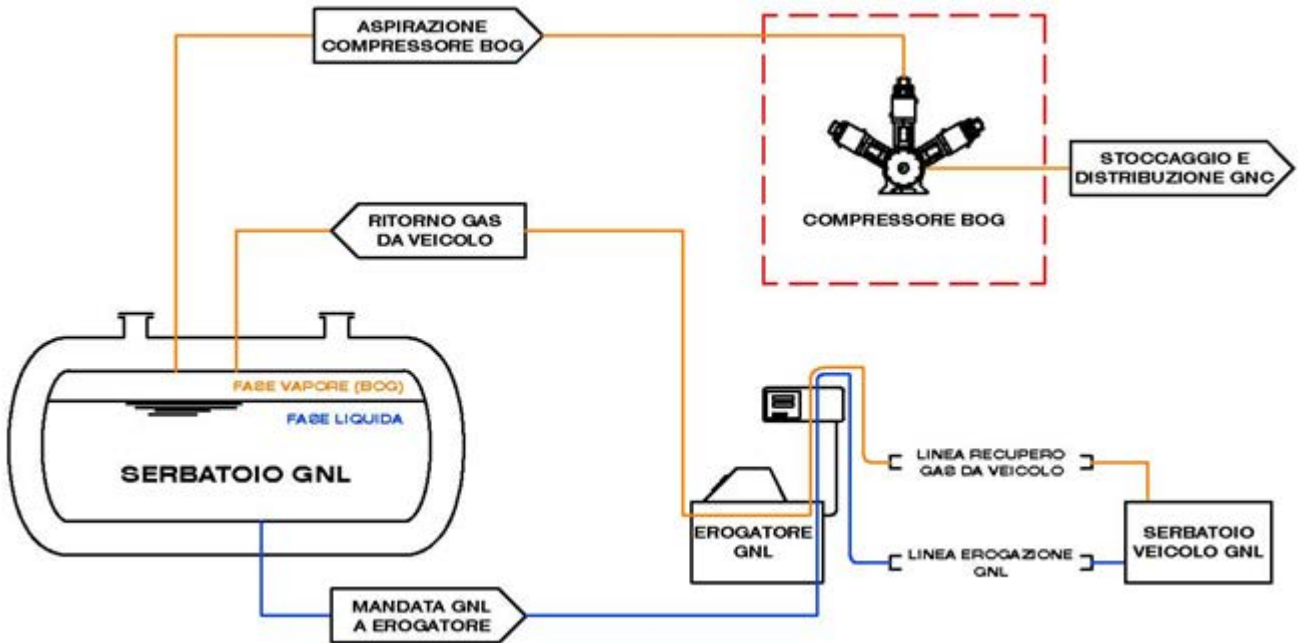 ASPIRAZIONE
COMPRESSORE BOG
STOCCAGGIO E
DISTRIBUZIONE GNC
COMPRESSORE BOG
RITORNO GAS
DA VEICOLO
FASE VAPORE (BOG)
FASE LIQUIDA
SERBATOIO GNL
LINEA RECUPERO
GAS DA VEICOLO
EROGATORE
GNL
SERBATOIO
VEICOLO GNL
LINEA EROGAZIONE
GNL
MANDATA GNL
A EROGATORE